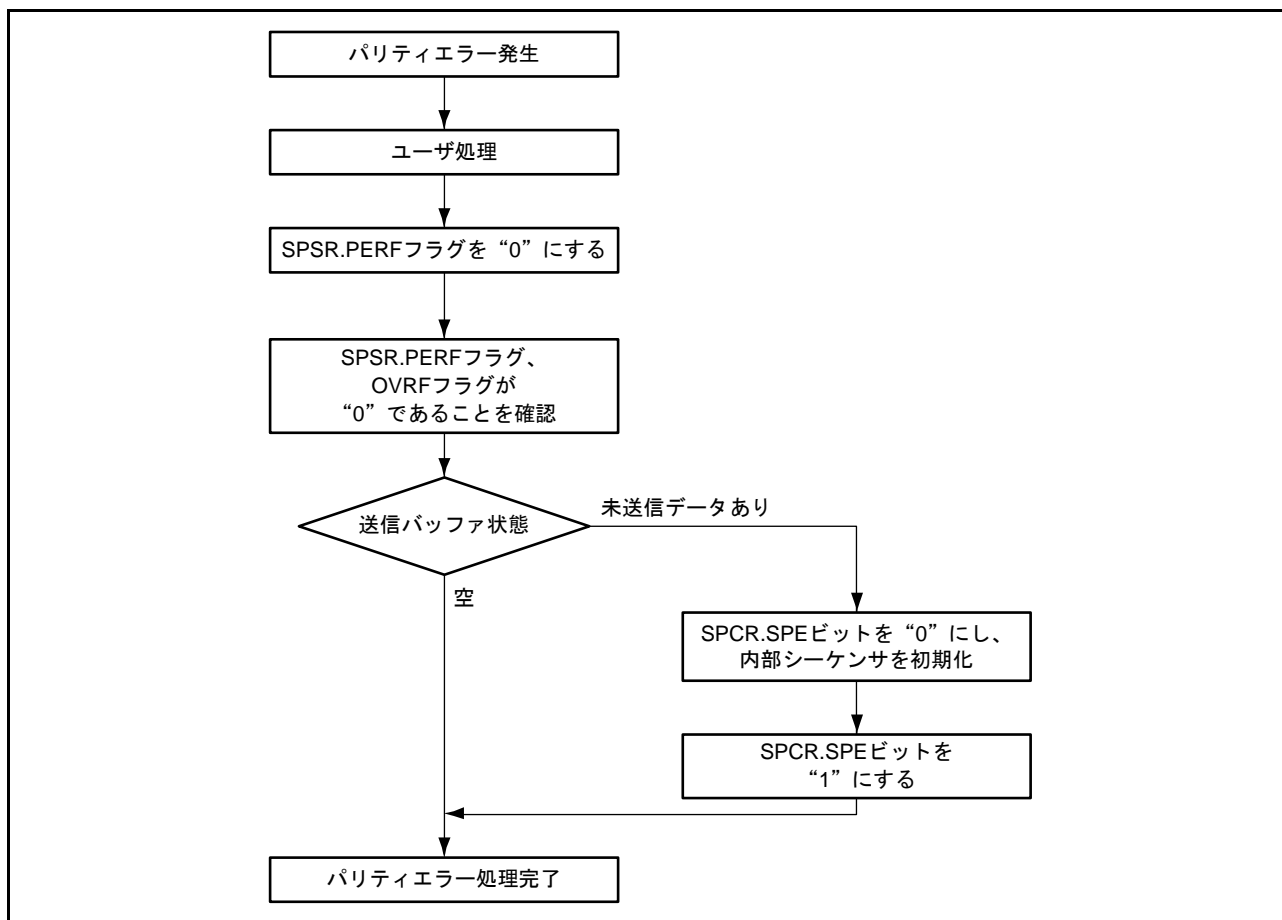 パリティエラー発生
ユーザ処理
SPSR.PERFフラグを“0”にする
SPSR.PERFフラグ、
OVRFフラグが
“0”であることを確認
送信バッファ状態
未送信データあり
空
SPCR.SPEビットを“0”にし、
内部シーケンサを初期化
SPCR.SPEビットを
“1”にする
パリティエラー処理完了